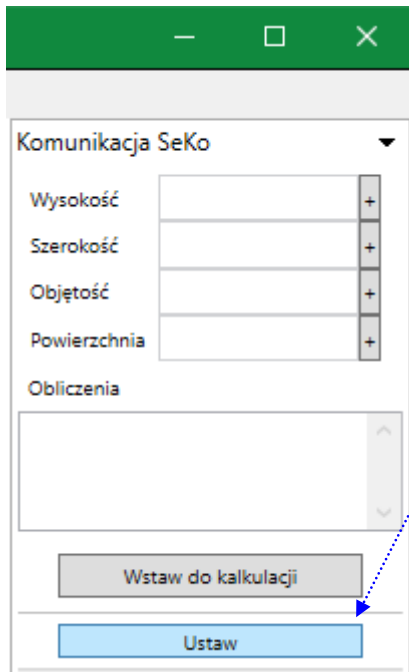 Komunikacja SeKo
Wysokość +
Szerokość +
Objętość +
Powierzchnia +
Obliczenia
Wstaw do kalkulacji
Ustaw